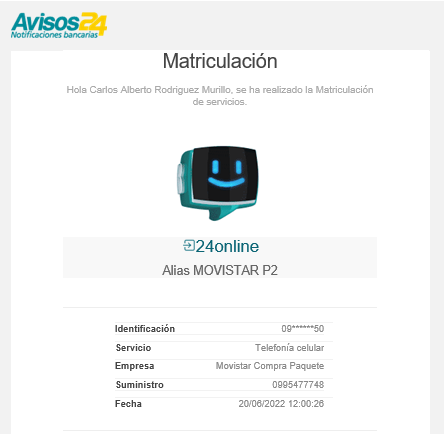 Avisos24
Notificaciones bancarias
Matriculación
Hola Carlos Alberto Rodriguez Murillo, se ha realizado la Matriculación
de servicios.
24online
Alias MOVISTAR P2
Identificación 09******50
Servicio Telefonía celular
Empresa Movistar Compra Paquete
Suministro 0995477748
Fecha 20/06/2022 12:00:26